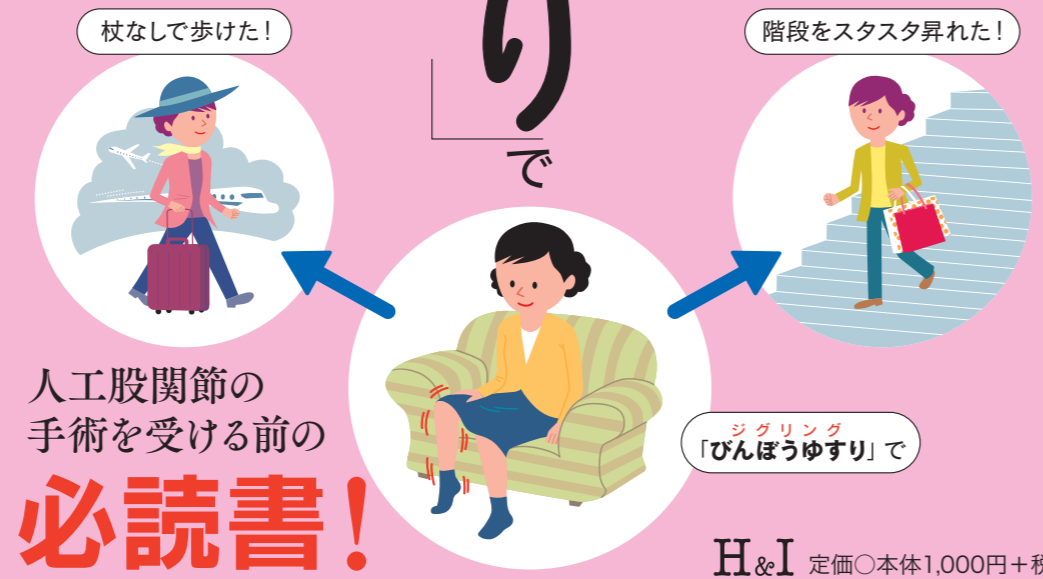 り」
で
杖なしで歩けた！
階段をスタスタ昇れた！
人工股関節の
手術を受ける前の
必読書！
ジグリング
「びんぼうゆすり」で
H&I 定価○本体1,000円＋税